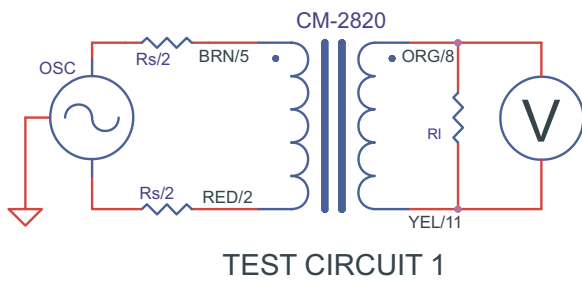 CM-2820
OSC
Rs/2
BRN/5
ORG/8
Rl
V
Rs/2
RED/2
YEL/11
TEST CIRCUIT 1